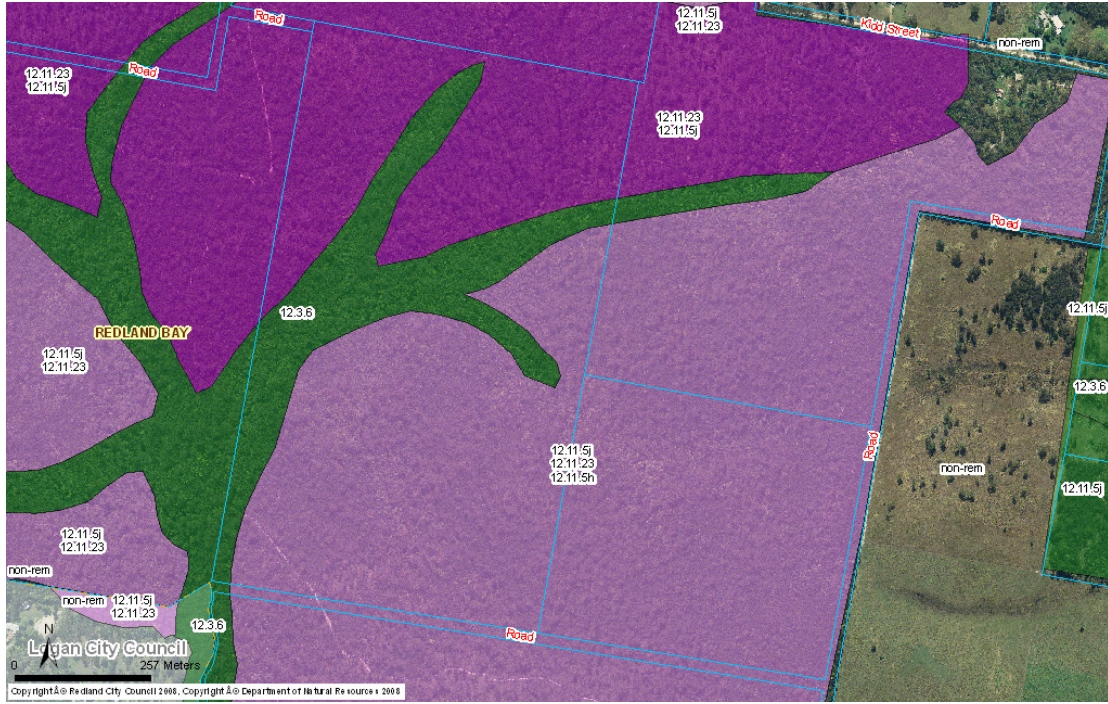 12.11.5j
12.11.23
Kidd Street
Road
non-rem
Road
12.11.23
12.11.5j
12.11.23
12.11.5j
Road
12.11.5j
12.3.6
REDLAND BAY
12.11.5j
12.11.23
12.3.6
Road
12.11.5j
12.11.23
12.11.5h
non-rem
12.11.5j
12.11.5j
12.11.23
non-rem
non-rem
12.11.5j
12.11.23
12.3.6
Road
N
Logan City Council
0
257 Meters
Copyright Â© Redland City Council 2008, Copyright Â© Department of Natural Resources 2008